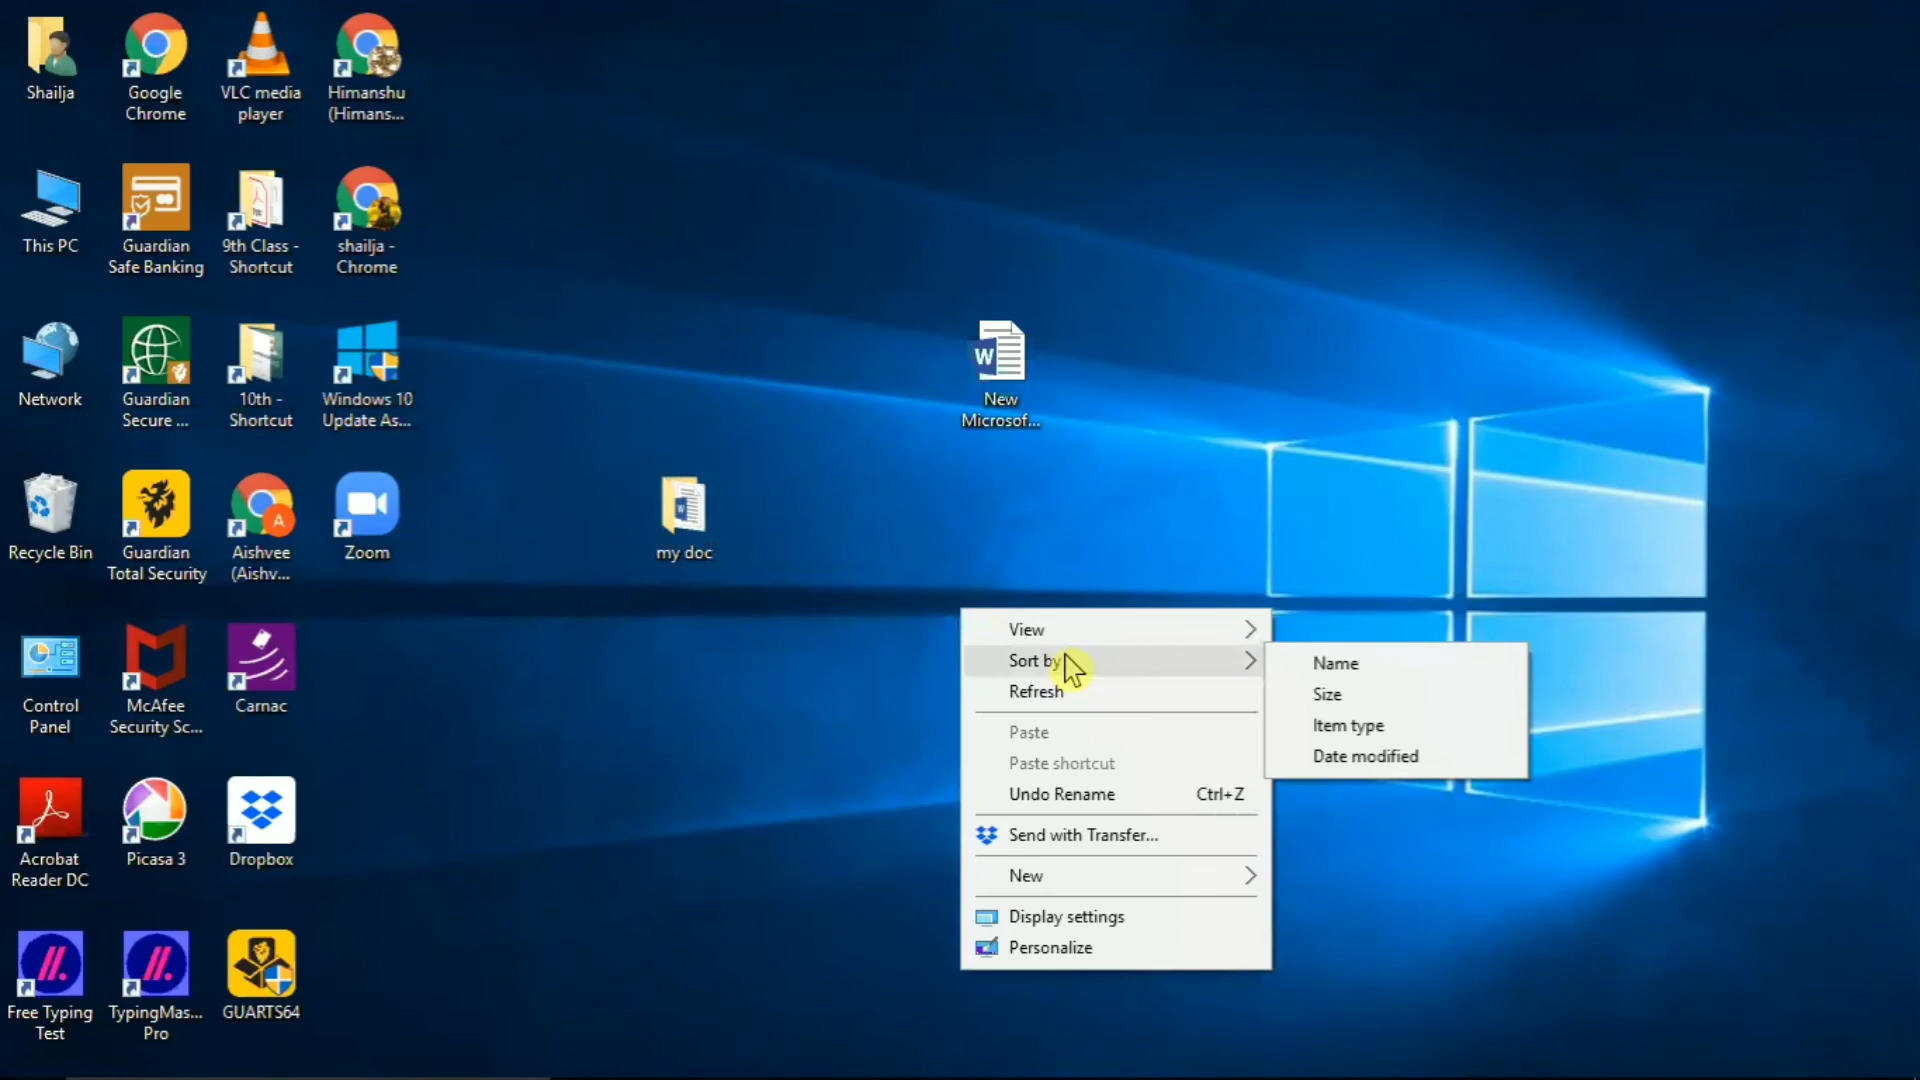 Shailja
Google
Chrome
VLC media
player
Himanshu
(Himans...
This PC
Guardian
Safe Banking
9th Class -
Shortcut
shailja -
Chrome
Network
Guardian
Secure ...
10th -
Shortcut
Windows 10
Update As...
New
Microsof...
Recycle Bin
Guardian
Total Security
Aishvee
(Aishv...
Zoom
my doc
Control
Panel
McAfee
Security Sc...
Carnac
Acrobat
Reader DC
Picasa 3
Dropbox
Free Typing
Test
TypingMas...
Pro
GUARTS64
View
Sort by
Refresh
Paste
Paste shortcut
Undo Rename Ctrl+Z
Send with Transfer...
New
Display settings
Personalize
Name
Size
Item type
Date modified